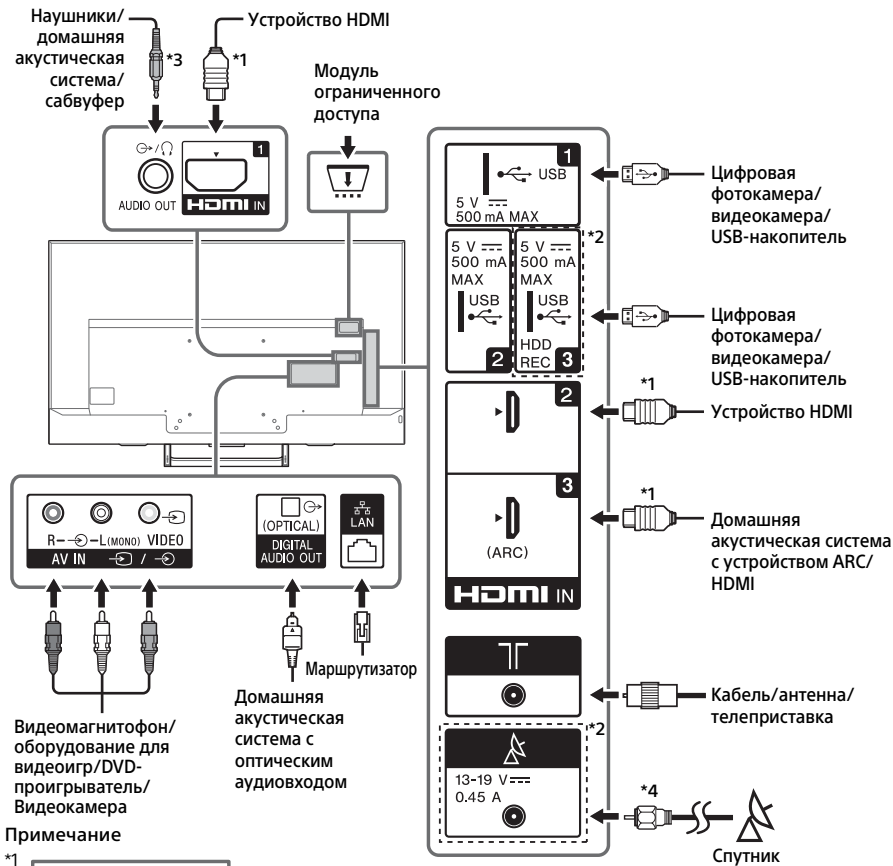 Наушники/
домашняя
акустическая
система/
сабвуфер
*3
Устройство HDMI
*1
Модуль
ограниченного
доступа
AUDIO OUT
1
HDMI IN
1
USB
5 V
500 mA MAX
Цифровая
фотокамера/
видеокамера/
USB-накопитель
*2
5 V
500 mA
MAX
USB
2
5 V
500 mA
MAX
USB
HDD
REC 3
Цифровая
фотокамера/
видеокамера/
USB-накопитель
2
*1
Устройство HDMI
3
(ARC)
HDMI IN
*1
Домашняя
акустическая система
с устройством ARC/
HDMI
R- -L(MONO) VIDEO
AV IN /
(OPTICAL)
DIGITAL
AUDIO OUT
LAN
Маршрутизатор
Видеомагнитофон/
оборудование для
видеоигр/DVD-
проигрыватель/
Видеокамера
Домашняя
акустическая
система с
оптическим
аудиовходом
Кабель/антенна/
телеприставка
*2
13-19 V
0.45 A
*4
Спутник
Примечание
*1